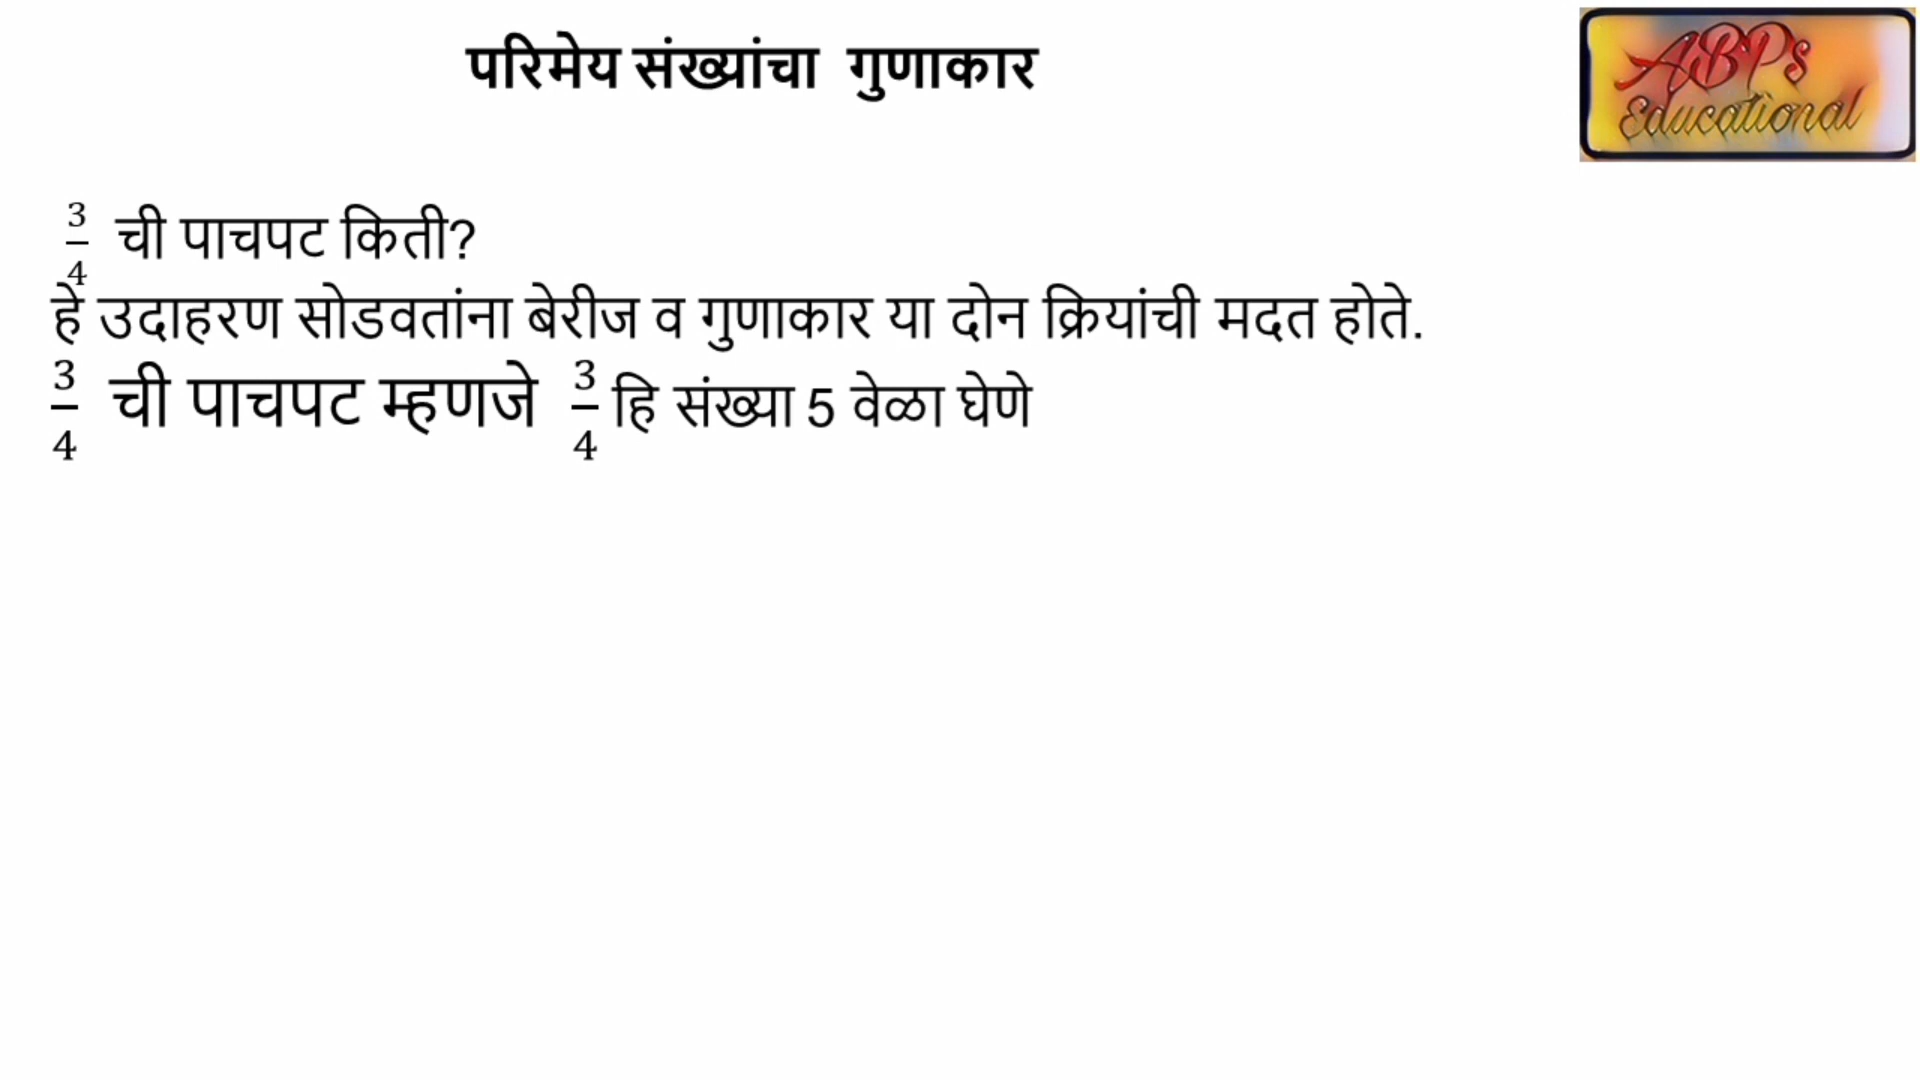 परिमेय संख्यांचा गुणाकार
ABPs
Educational
3/4 ची पाचपट किती?
हे उदाहरण सोडवतांना बेरीज व गुणाकार या दोन क्रियांची मदत होते.
3/4 ची पाचपट म्हणजे 3/4 हि संख्या 5 वेळा घेणे